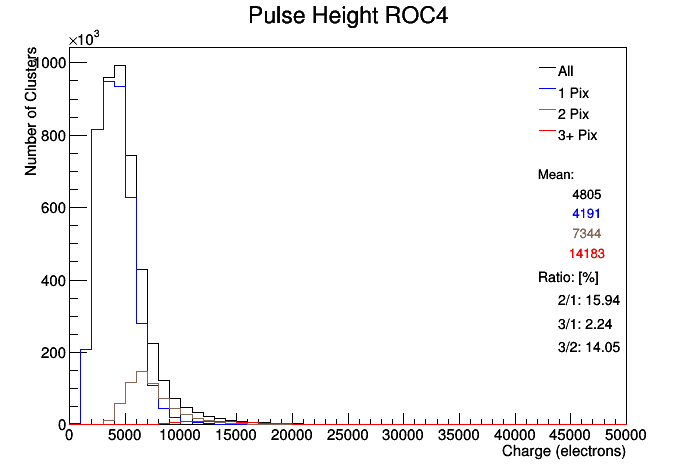 Pulse Height ROC4
×10³
Number of Clusters
1000
800
600
400
200
0
0 5000 10000 15000 20000 25000 30000 35000 40000 45000 50000
Charge (electrons)
All
1 Pix
2 Pix
3+ Pix
Mean:
4805
4191
7344
14183
Ratio: [%]
2/1: 15.94
3/1: 2.24
3/2: 14.05